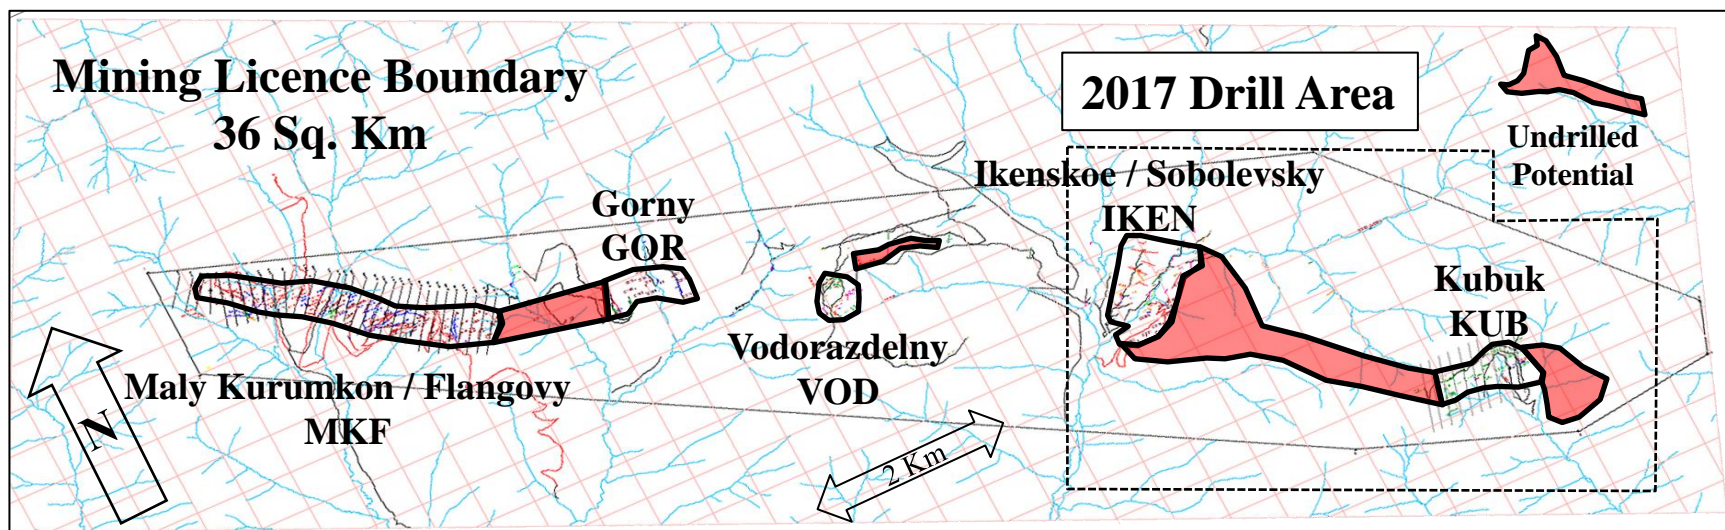 Mining Licence Boundary
36 Sq. Km
2017 Drill Area
Undrilled
Potential
Ikenskoe / Sobolevsky
IKEN
Gorny
GOR
Kubuk
KUB
Vodorazdelny
VOD
Maly Kurumkon / Flangovy
MKF
N
2 Km